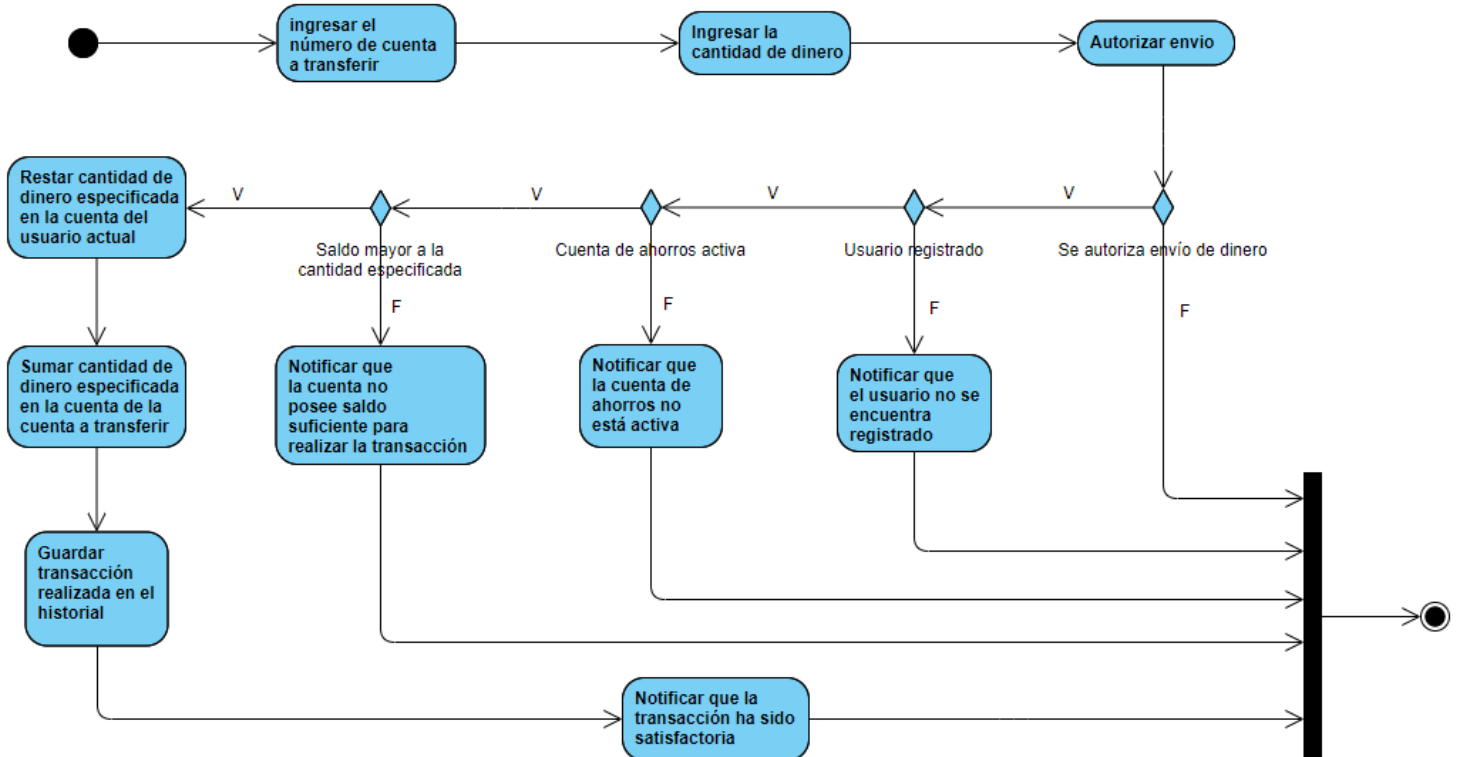 ingresar el
número de cuenta
a transferir
Ingresar la
cantidad de dinero
Autorizar envio
Restar cantidad de
dinero especificada
en la cuenta del
usuario actual
V
V
V
V
Saldo mayor a la
cantidad especificada
Cuenta de ahorros activa
Usuario registrado
Se autoriza envío de dinero
F
F
F
F
Sumar cantidad de
dinero especificada
en la cuenta de la
cuenta a transferir
Notificar que
la cuenta no
posee saldo
suficiente para
realizar la transacción
Notificar que
la cuenta de
ahorros no
está activa
Notificar que
el usuario no se
encuentra
registrado
Guardar
transacción
realizada en el
historial
Notificar que la
transacción ha sido
satisfactoria